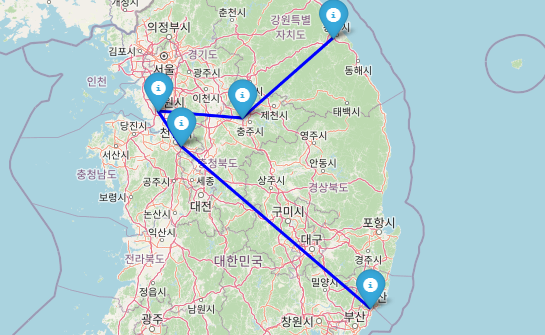 개성시
춘천시
의정부시
강원특별
자치도
김포시
서울
경기도
광주시
동해시
인천
이천시
원시
제천시
태백시
충주시
당진시
영주시
서산시
충청북도
안동시
충청남도
공주시
세종
상주시
경상북도
보령시
대전
논산시
구미시
포항시
익산시
대구
전라북도
대한민국
경주시
밀양시
정읍시
남원시
창원시
부산
광주